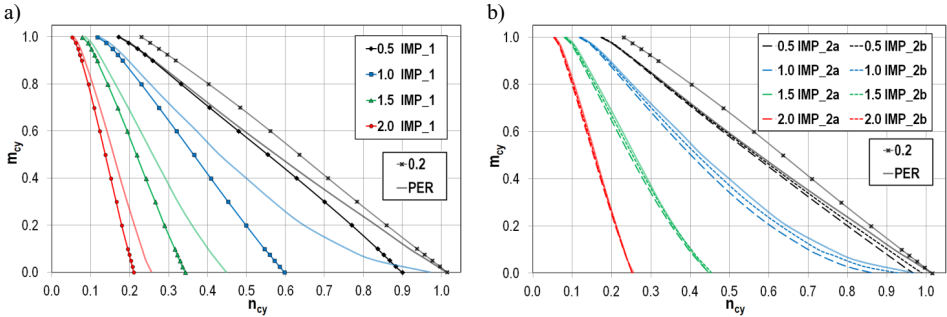 a)
1.0
0.8
0.6
0.4
0.2
0.0
m_cy
0.0 0.1 0.2 0.3 0.4 0.5 0.6 0.7 0.8 0.9 1.0
n_cy
0.5 IMP_1
1.0 IMP_1
1.5 IMP_1
2.0 IMP_1
0.2
PER
b)
1.0
0.8
0.6
0.4
0.2
0.0
m_cy
0.0 0.1 0.2 0.3 0.4 0.5 0.6 0.7 0.8 0.9 1.0
n_cy
0.5 IMP_2a 0.5 IMP_2b
1.0 IMP_2a 1.0 IMP_2b
1.5 IMP_2a 1.5 IMP_2b
2.0 IMP_2a 2.0 IMP_2b
0.2
PER